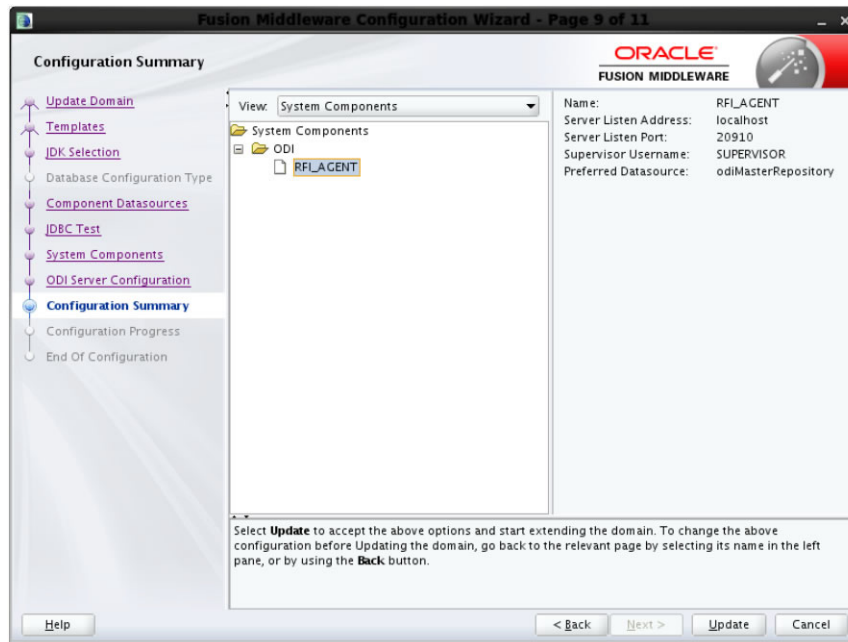 Fusion Middleware Configuration Wizard - Page 9 of 11
Configuration Summary
ORACLE
FUSION MIDDLEWARE
Update Domain
Templates
JDK Selection
Database Configuration Type
Component Datasources
JDBC Test
System Components
ODI Server Configuration
Configuration Summary
Configuration Progress
End Of Configuration
View: System Components
System Components
ODI
RFI_AGENT
Name: RFI_AGENT
Server Listen Address: localhost
Server Listen Port: 20910
Supervisor Username: SUPERVISOR
Preferred Datasource: odiMasterRepository
Select Update to accept the above options and start extending the domain. To change the above
configuration before Updating the domain, go back to the relevant page by selecting its name in the left
pane, or by using the Back button.
Help
< Back Next > Update Cancel